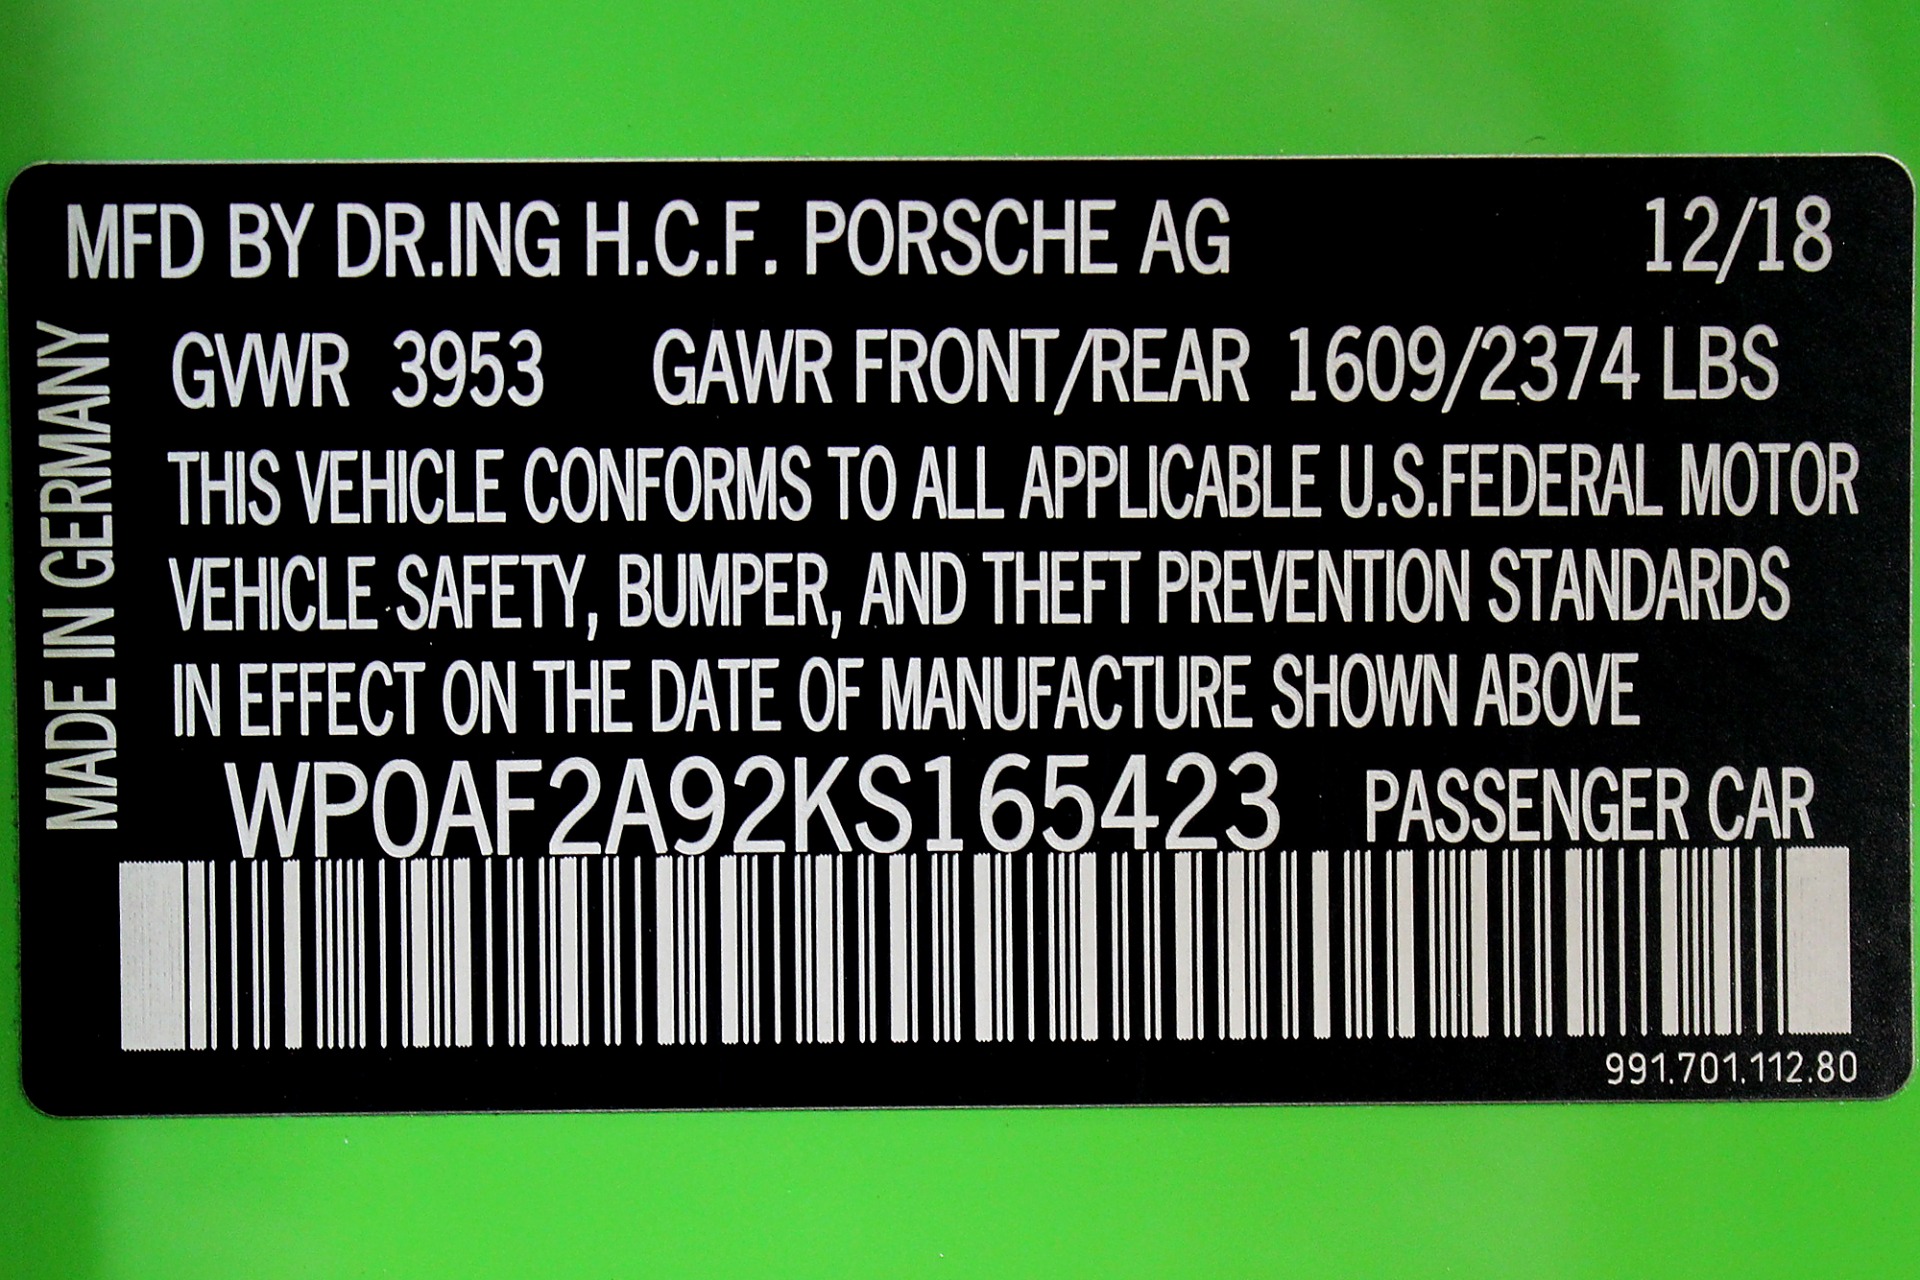 MFD BY DR.ING H.C.F. PORSCHE AG 12/18
MADE IN GERMANY
GVWR 3953 GAWR FRONT/REAR 1609/2374 LBS
THIS VEHICLE CONFORMS TO ALL APPLICABLE U.S.FEDERAL MOTOR
VEHICLE SAFETY, BUMPER, AND THEFT PREVENTION STANDARDS
IN EFFECT ON THE DATE OF MANUFACTURE SHOWN ABOVE
WP0AF2A92KS165423 PASSENGER CAR
991.701.112.80